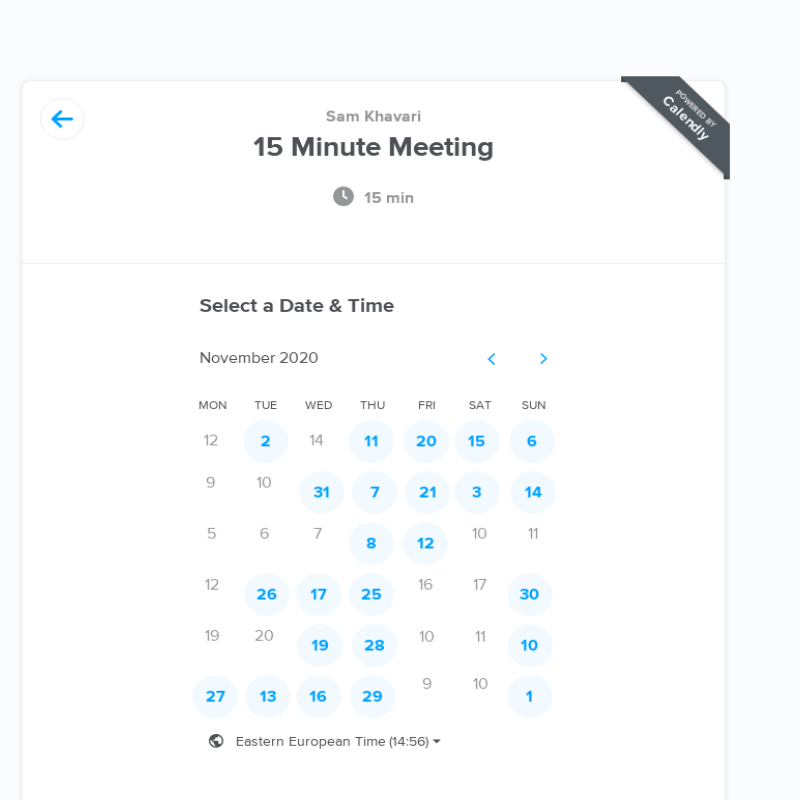 POWERED BY
Calendly
Sam Khavari
15 Minute Meeting
15 min
Select a Date & Time
November 2020
MON TUE WED THU FRI SAT SUN
12 2 14 11 20 15 6
9 10 31 7 21 3 14
5 6 7 8 12 10 11
12 26 17 25 16 17 30
19 20 19 28 10 11 10
27 13 16 29 9 10 1
Eastern European Time (14:56)